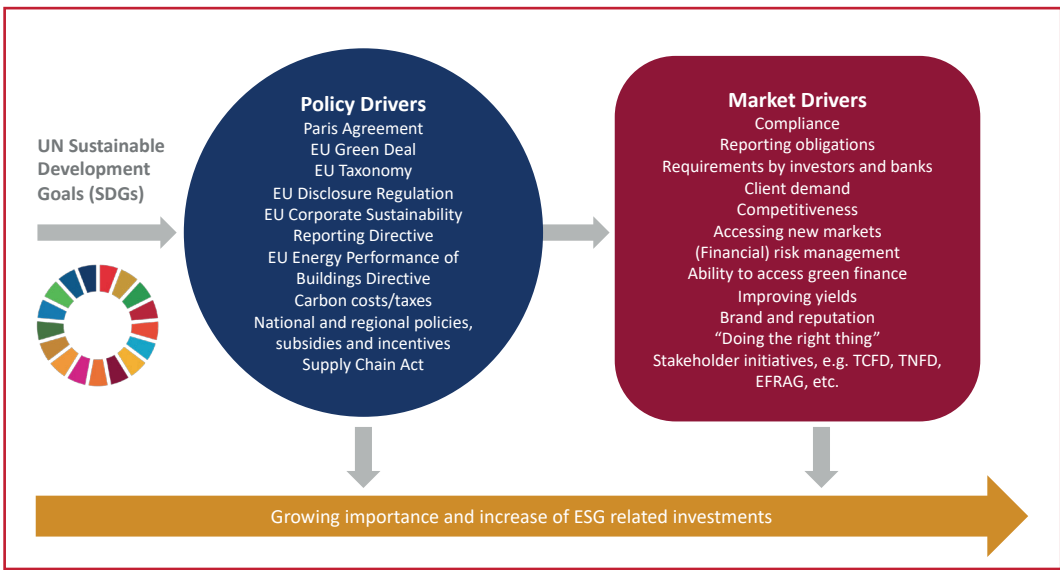 UN Sustainable
Development
Goals (SDGs)
Policy Drivers
Paris Agreement
EU Green Deal
EU Taxonomy
EU Disclosure Regulation
EU Corporate Sustainability
Reporting Directive
EU Energy Performance of
Buildings Directive
Carbon costs/taxes
National and regional policies,
subsidies and incentives
Supply Chain Act
Market Drivers
Compliance
Reporting obligations
Requirements by investors and banks
Client demand
Competitiveness
Accessing new markets
(Financial) risk management
Ability to access green finance
Improving yields
Brand and reputation
“Doing the right thing”
Stakeholder initiatives, e.g. TCFD, TNFD,
EFRAG, etc.
Growing importance and increase of ESG related investments